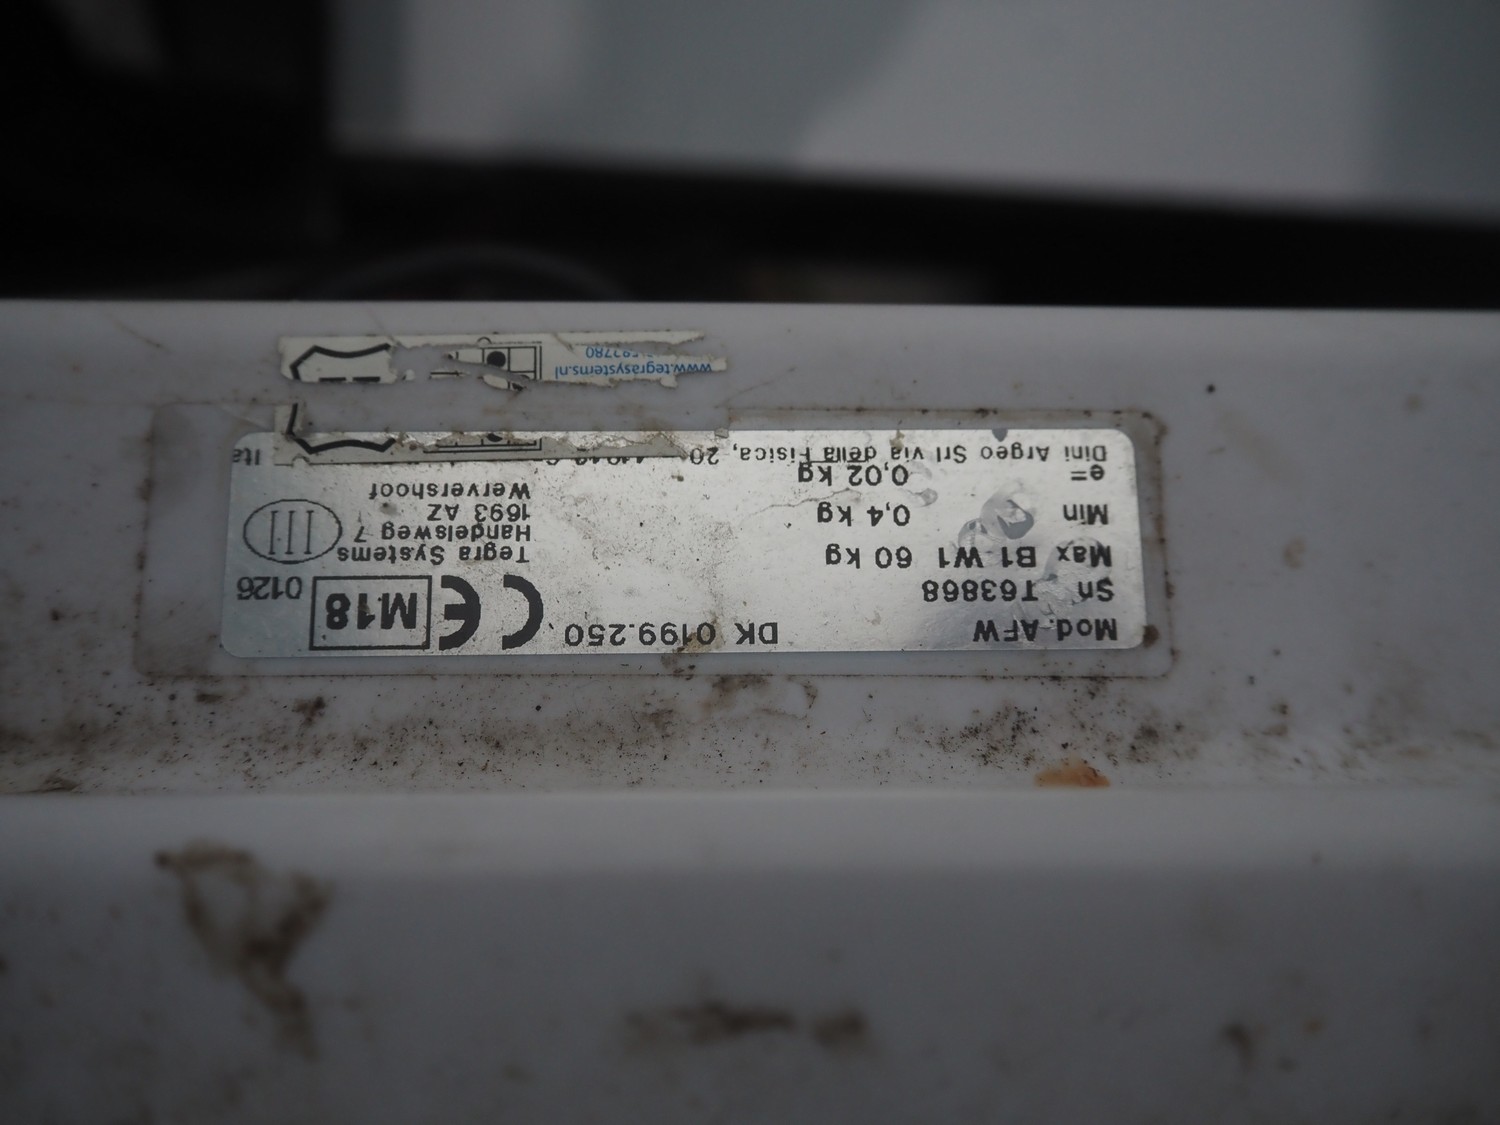 Mod. AFW DK 0199.250
Sn T63868
Max B1 W1 60 kg
Min 0,4 kg
e= 0,02 kg
CE M18 0126
Tegra Systems
Handelsweg 7
1693 AZ
Wervershoof
III
Dini Argeo Srl via della Fisica, 20 Ita
www.tegrasystems.nl